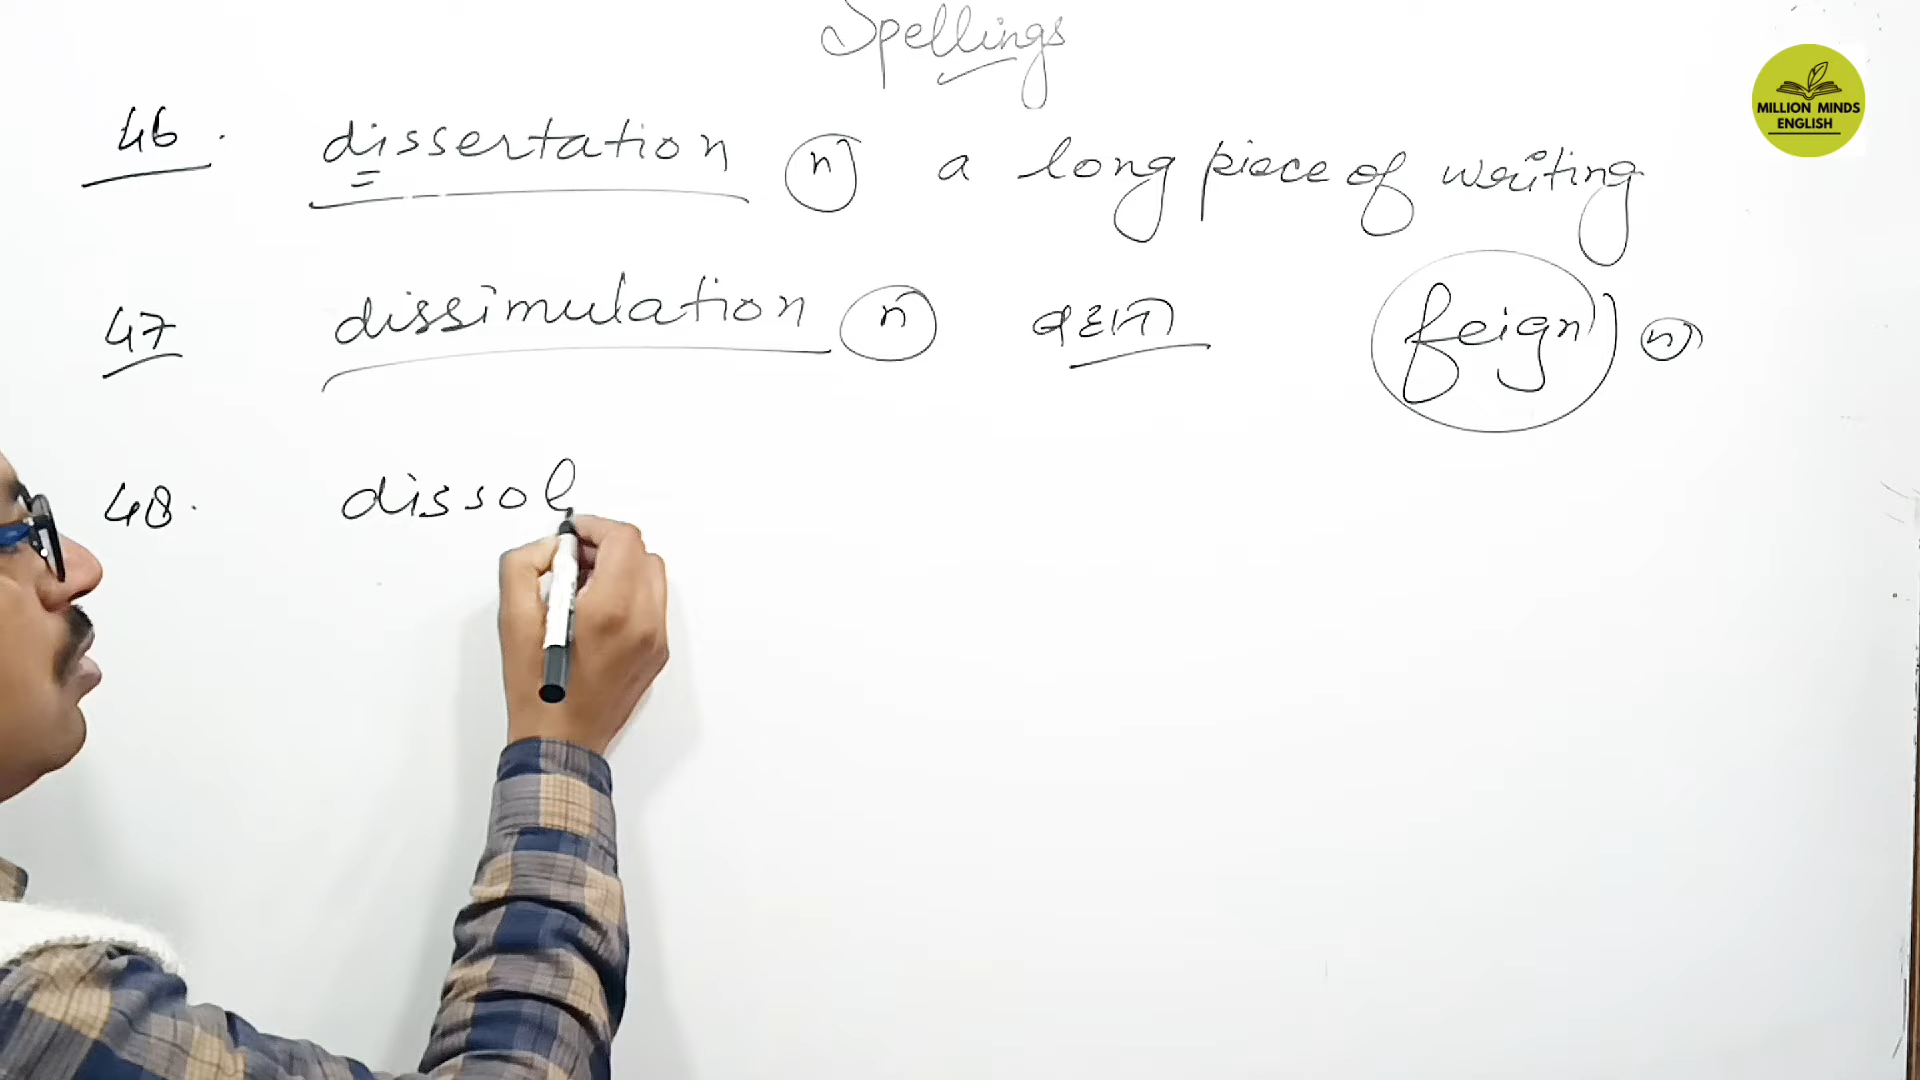 Spellings
MILLION MINDS
ENGLISH
46. dissertation (n) a long piece of writing
47 dissimulation (n) feign (n)
48. dissol